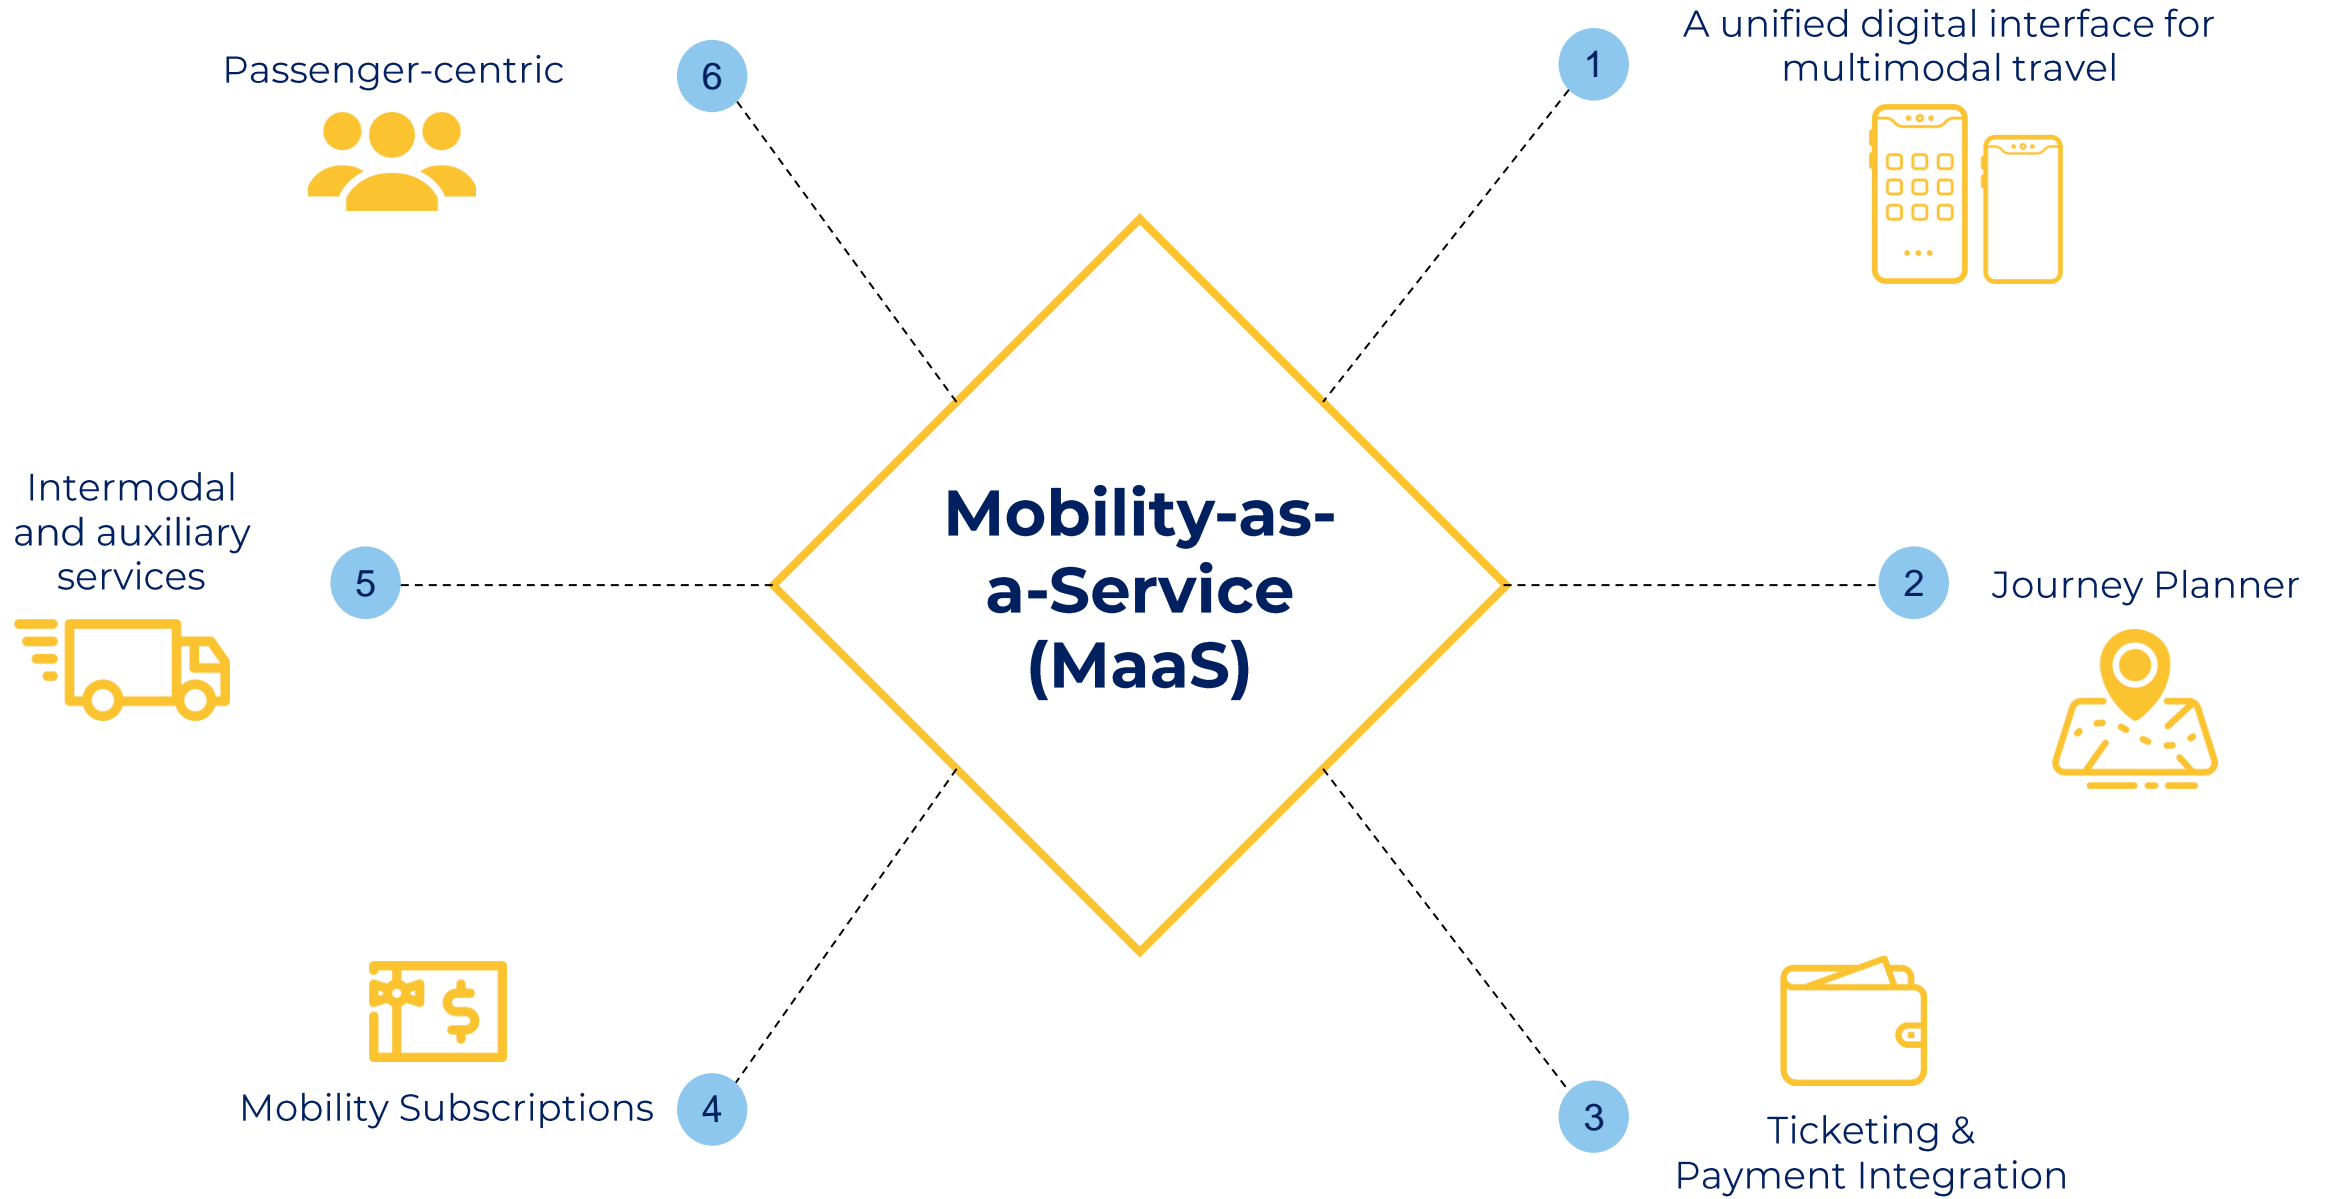 Mobility-as-
a-Service
(MaaS)
1
A unified digital interface for
multimodal travel
2
Journey Planner
3
Ticketing &
Payment Integration
4
Mobility Subscriptions
5
Intermodal
and auxiliary
services
6
Passenger-centric
$